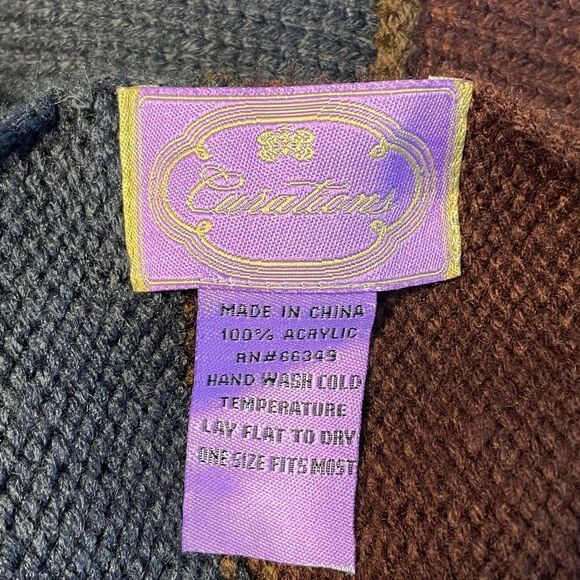 Curations
MADE IN CHINA
100% ACRYLIC
RN#66349
HAND WASH COLD
TEMPERATURE
LAY FLAT TO DRY
ONE SIZE FITS MOST